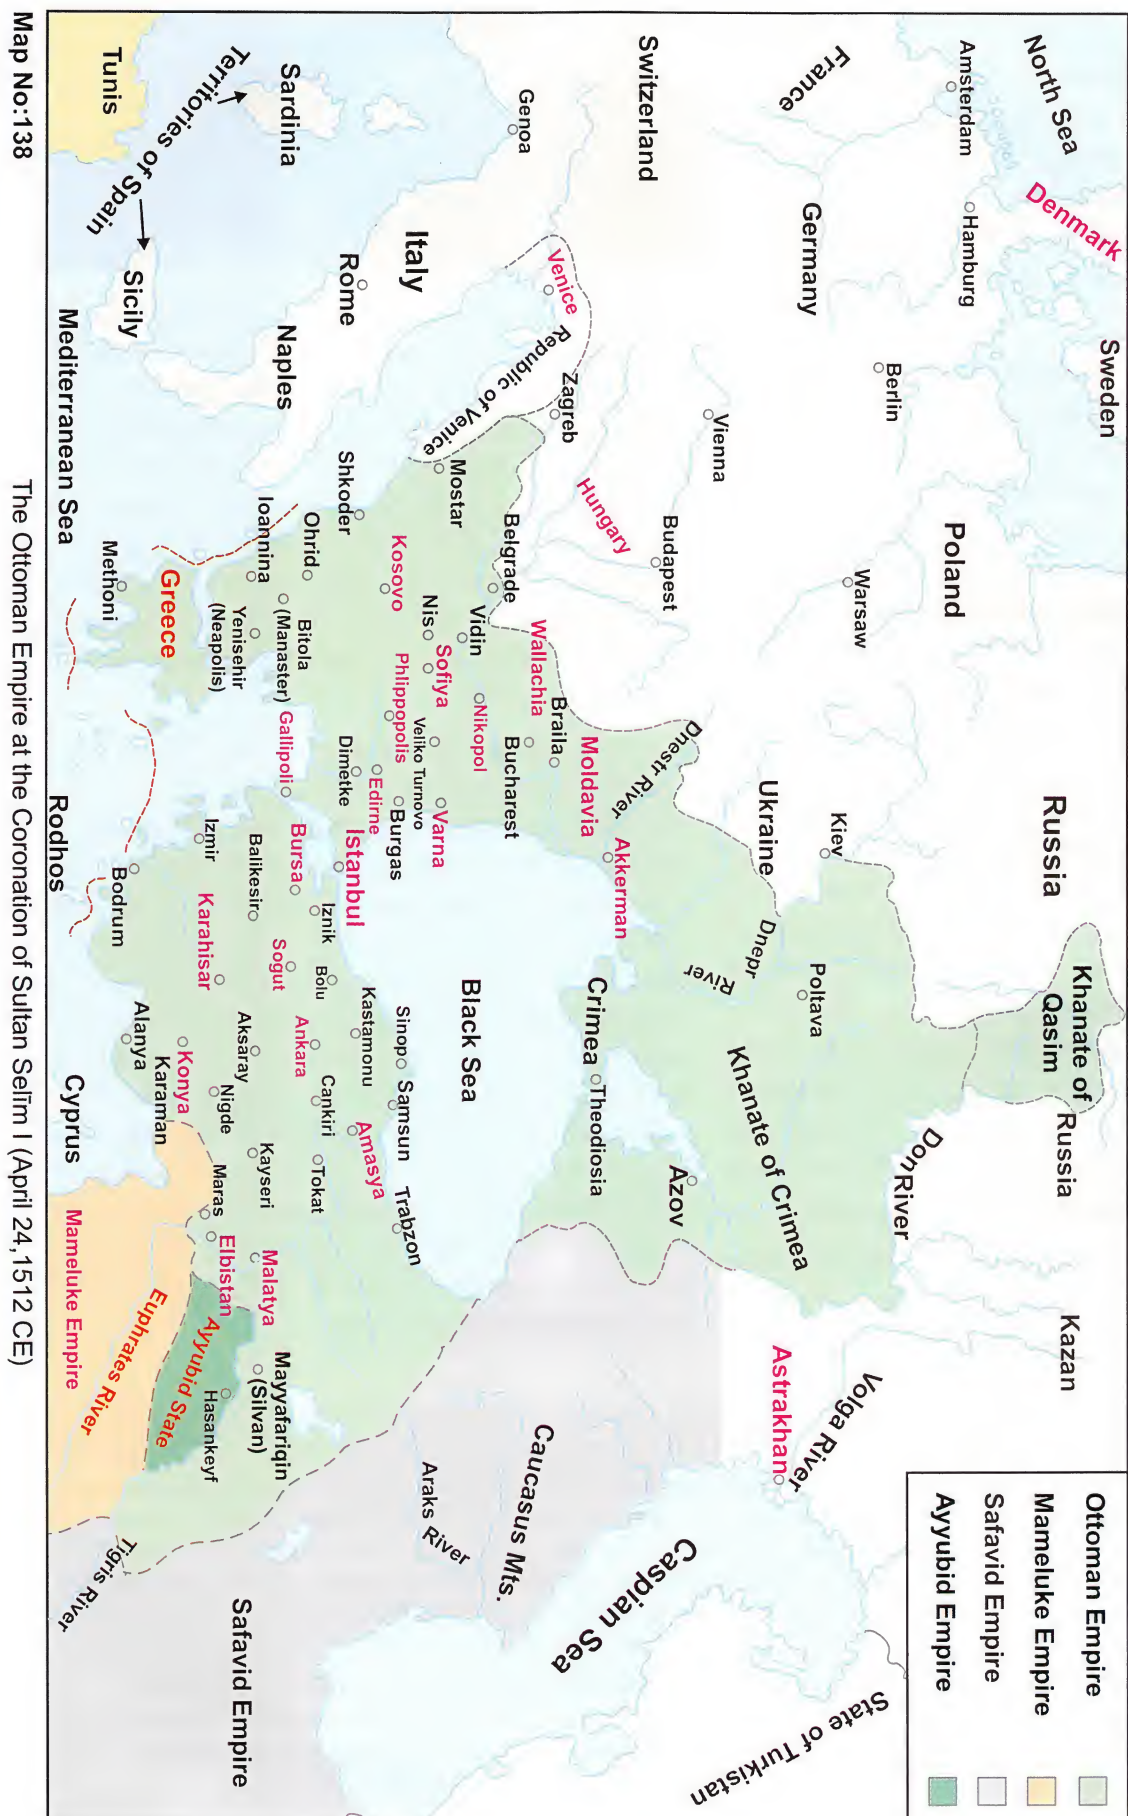 North Sea
Denmark
Sweden
Amsterdam
Hamburg
Berlin
Poland
Russia
Khanate of
Qasim
Russia
Kazan
France
Germany
Warsaw
Kiev
Ukraine
Poltava
Dnepr
River
Don River
Volga River
Astrakhan
Switzerland
Vienna
Budapest
Hungary
Dnestr River
Moldavia
Akkerman
Khanate of Crimea
Azov
Crimea
Theodiosia
Caspian Sea
State of Turkistan
Genoa
Venice
Republic of Venice
Zagreb
Belgrade
Wallachia
Braila
Bucharest
Vidin
Nikopol
Black Sea
Caucasus Mts.
Araks River
Italy
Rome
Naples
Mostar
Shkoder
Kosovo
Nis
Sofiya
Phlippopolis
Veliko Turnovo
Varna
Burgas
Edirne
Dimetke
Istanbul
Gallipoli
Ohrid
Bitola
(Manaster)
Ioannina
Yenisehir
(Neapolis)
Greece
Methoni
Sardinia
Territories of Spain
Sicily
Tunis
Mediterranean Sea
Bursa
Iznik
Balikesir
Izmir
Karahisar
Sogut
Bolu
Bodrum
Rodhos
Sinop
Kastamonu
Samsun
Trabzon
Ankara
Cankiri
Amasya
Tokat
Aksaray
Nigde
Kayseri
Konya
Karaman
Alanya
Cyprus
Maras
Elbistan
Malatya
Mayyafariqin
(Silvan)
Hasankeyf
Ayyubid State
Euphrates River
Mameluke Empire
Tigris River
Safavid Empire
Ottoman Empire
Mameluke Empire
Safavid Empire
Ayyubid Empire
Map No:138
The Ottoman Empire at the Coronation of Sultan Selīm I (April 24,1512 CE)